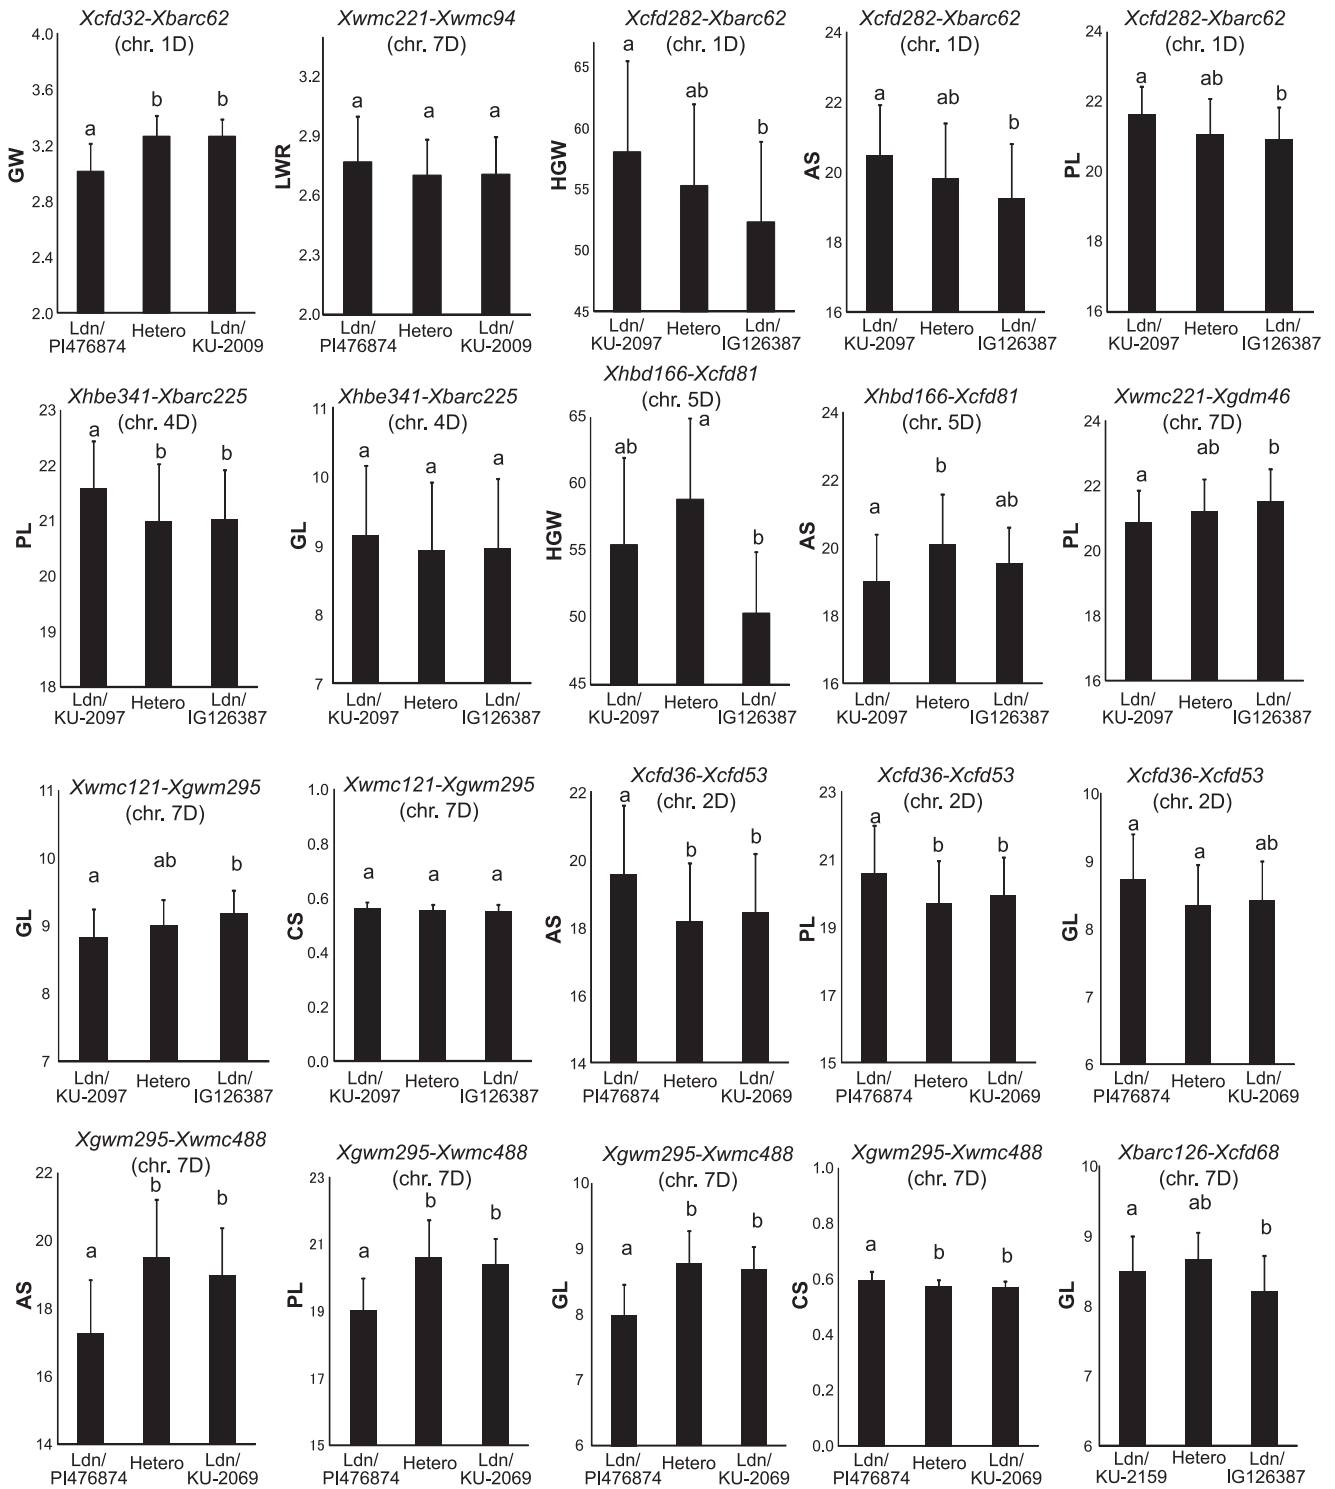 Xcfd32-Xbarc62
(chr. 1D)
4.0
3.6
3.2
2.8
2.4
2.0
GW
a
b
b
Ldn/
PI476874
Hetero
Ldn/
KU-2009
Xwmc221-Xwmc94
(chr. 7D)
3.2
2.9
2.6
2.3
2.0
LWR
a
a
a
Ldn/
PI476874
Hetero
Ldn/
KU-2009
Xcfd282-Xbarc62
(chr. 1D)
65
60
55
50
45
HGW
a
ab
b
Ldn/
KU-2097
Hetero
Ldn/
IG126387
Xcfd282-Xbarc62
(chr. 1D)
24
22
20
18
16
AS
a
ab
b
Ldn/
KU-2097
Hetero
Ldn/
IG126387
Xcfd282-Xbarc62
(chr. 1D)
24
22
20
18
16
PL
a
ab
b
Ldn/
KU-2097
Hetero
Ldn/
IG126387
Xhbe341-Xbarc225
(chr. 4D)
23
22
21
20
19
18
PL
a
b
b
Ldn/
KU-2097
Hetero
Ldn/
IG126387
Xhbe341-Xbarc225
(chr. 4D)
11
10
9
8
7
GL
a
a
a
Ldn/
KU-2097
Hetero
Ldn/
IG126387
Xhbd166-Xcfd81
(chr. 5D)
65
60
55
50
45
HGW
ab
a
b
Ldn/
KU-2097
Hetero
Ldn/
IG126387
Xhbd166-Xcfd81
(chr. 5D)
24
22
20
18
16
AS
a
b
ab
Ldn/
KU-2097
Hetero
Ldn/
IG126387
Xwmc221-Xgdm46
(chr. 7D)
24
22
20
18
16
PL
a
ab
b
Ldn/
KU-2097
Hetero
Ldn/
IG126387
Xwmc121-Xgwm295
(chr. 7D)
11
10
9
8
7
GL
a
ab
b
Ldn/
KU-2097
Hetero
Ldn/
IG126387
Xwmc121-Xgwm295
(chr. 7D)
1.0
0.8
0.6
0.4
0.2
0.0
CS
a
a
a
Ldn/
KU-2097
Hetero
Ldn/
IG126387
Xcfd36-Xcfd53
(chr. 2D)
22
20
18
16
14
AS
a
b
b
Ldn/
PI476874
Hetero
Ldn/
KU-2069
Xcfd36-Xcfd53
(chr. 2D)
23
21
19
17
15
PL
a
b
b
Ldn/
PI476874
Hetero
Ldn/
KU-2069
Xcfd36-Xcfd53
(chr. 2D)
10
9
8
7
6
GL
a
a
ab
Ldn/
PI476874
Hetero
Ldn/
KU-2069
Xgwm295-Xwmc488
(chr. 7D)
22
20
18
16
14
AS
a
b
b
Ldn/
PI476874
Hetero
Ldn/
KU-2069
Xgwm295-Xwmc488
(chr. 7D)
23
21
19
17
15
PL
a
b
b
Ldn/
PI476874
Hetero
Ldn/
KU-2069
Xgwm295-Xwmc488
(chr. 7D)
10
9
8
7
6
GL
a
b
b
Ldn/
PI476874
Hetero
Ldn/
KU-2069
Xgwm295-Xwmc488
(chr. 7D)
1.0
0.8
0.6
0.4
0.2
0.0
CS
a
b
b
Ldn/
PI476874
Hetero
Ldn/
KU-2069
Xbarc126-Xcfd68
(chr. 7D)
10
9
8
7
6
GL
a
ab
b
Ldn/
KU-2159
Hetero
Ldn/
IG126387